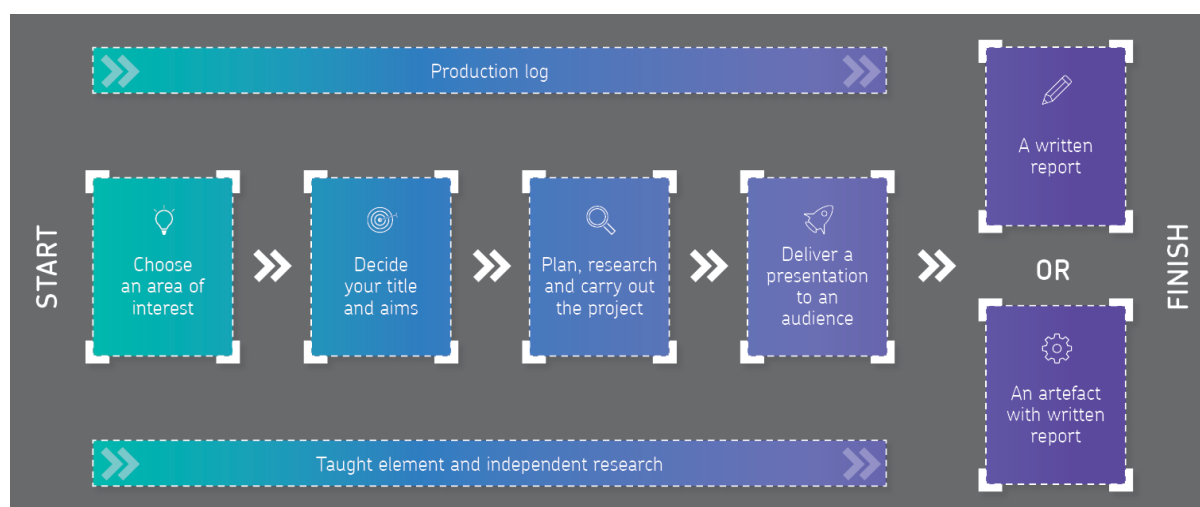 Production log
START
Choose
an area of
interest
Decide
your title
and aims
Plan, research
and carry out
the project
Deliver a
presentation
to an
audience
A written
report
OR
An artefact
with written
report
FINISH
Taught element and independent research